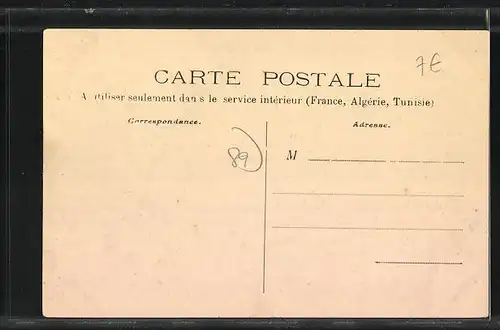 7€
CARTE POSTALE
A utiliser seulement dans le service intérieur (France, Algérie, Tunisie)
Correspondance.
Adresse.
89
M